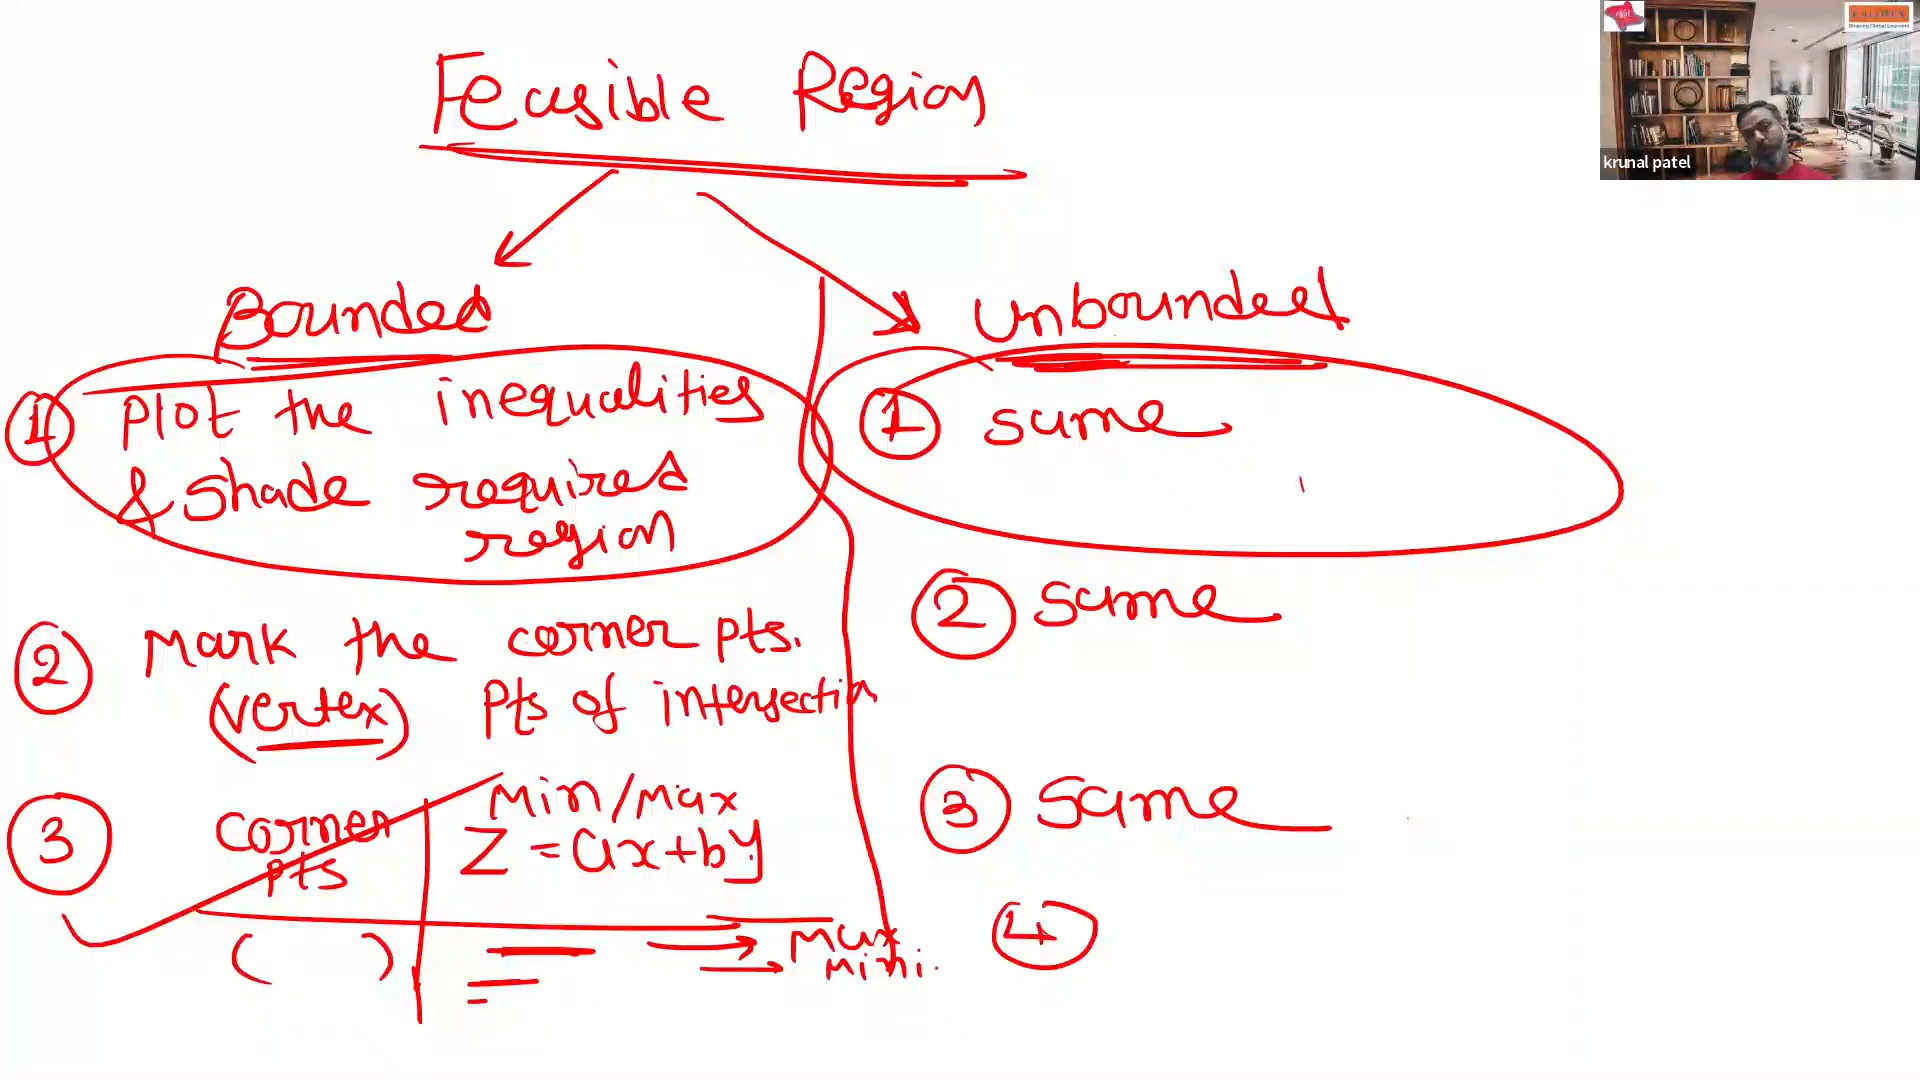 Feasible Region
Bounded
① plot the inequalities
& shade required
region
② Mark the corner pts.
(vertex) pts of intersection
③ corner
pts
Min/Max
Z = ax+by
( )
Max
Mini.
Unbounded
① same
② same
③ same
④
krunal patel